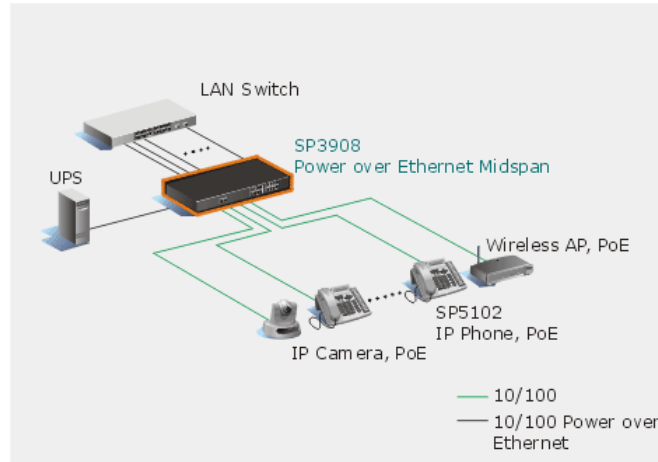 LAN Switch
SP3908
Power over Ethernet Midspan
UPS
Wireless AP, PoE
SP5102
IP Phone, PoE
IP Camera, PoE
10/100
10/100 Power over
Ethernet